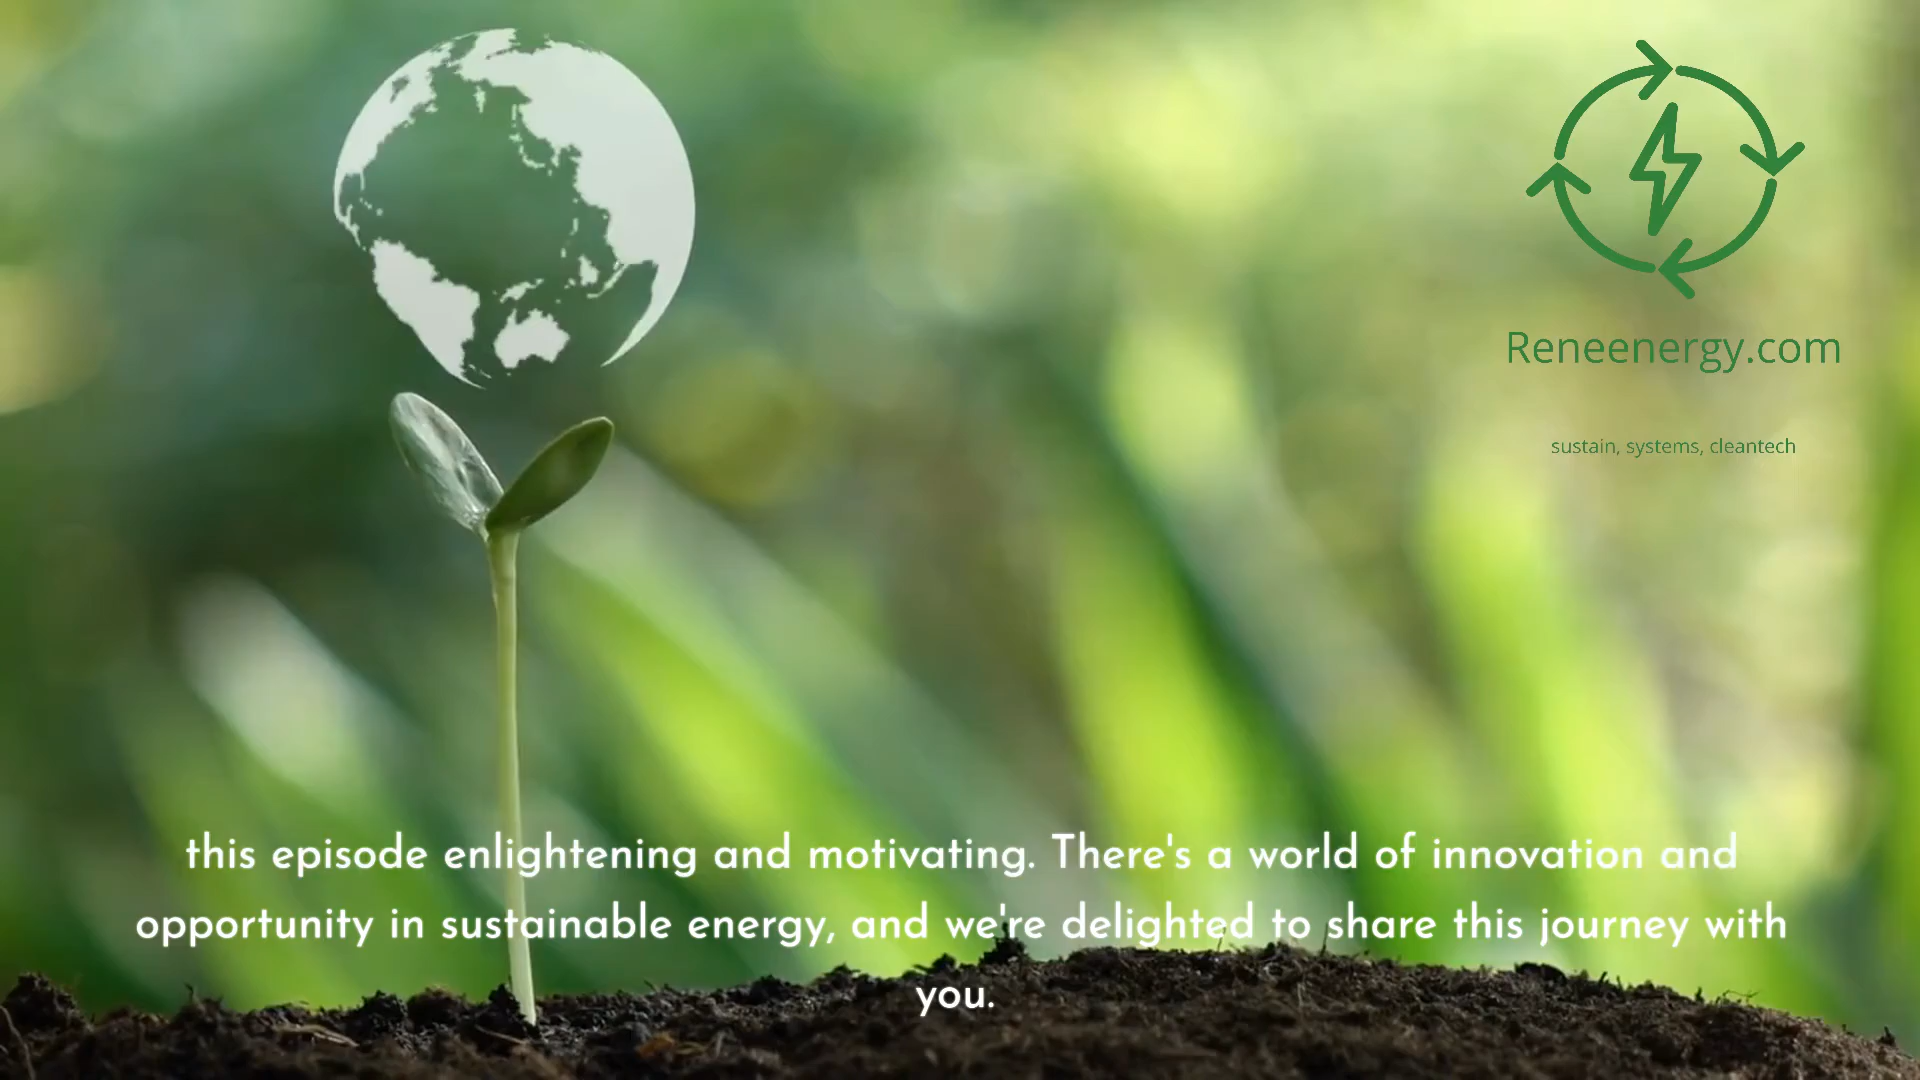 Reneenergy.com
sustain, systems, cleantech
this episode enlightening and motivating. There's a world of innovation and
opportunity in sustainable energy, and we're delighted to share this journey with
you.